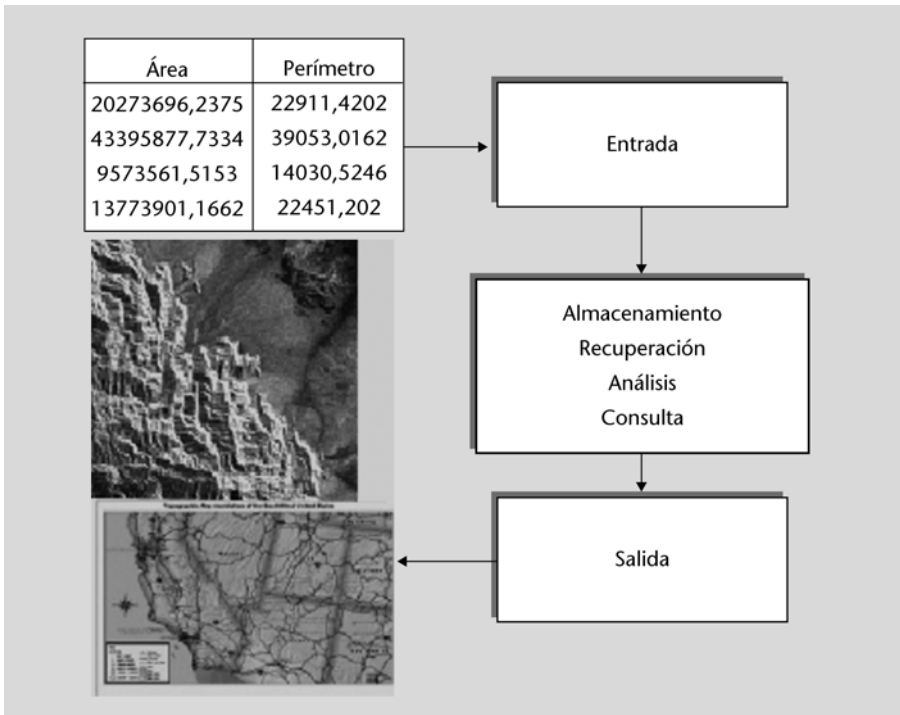 Área Perímetro
20273696,2375 22911,4202
43395877,7334 39053,0162
9573561,5153 14030,5246
13773901,1662 22451,202
Entrada
Almacenamiento
Recuperación
Análisis
Consulta
Salida